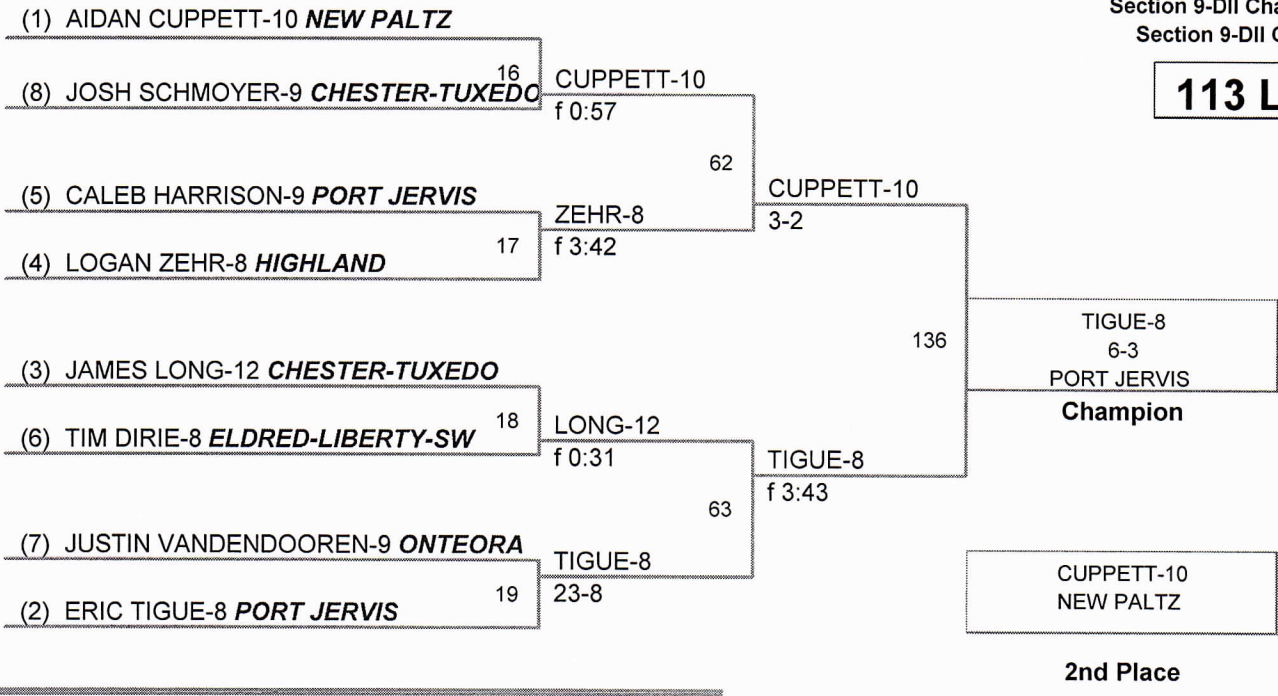 Section 9-DII
Section 9-DII
113
(1) AIDAN CUPPETT-10 NEW PALTZ
16
(8) JOSH SCHMOYER-9 CHESTER-TUXEDO
CUPPETT-10
f 0:57
62
(5) CALEB HARRISON-9 PORT JERVIS
17
(4) LOGAN ZEHR-8 HIGHLAND
ZEHR-8
f 3:42
CUPPETT-10
3-2
136
(3) JAMES LONG-12 CHESTER-TUXEDO
18
(6) TIM DIRIE-8 ELDRED-LIBERTY-SW
LONG-12
f 0:31
63
(7) JUSTIN VANDENDOOREN-9 ONTEORA
19
(2) ERIC TIGUE-8 PORT JERVIS
TIGUE-8
23-8
TIGUE-8
f 3:43
TIGUE-8
6-3
PORT JERVIS
Champion
CUPPETT-10
NEW PALTZ
2nd Place